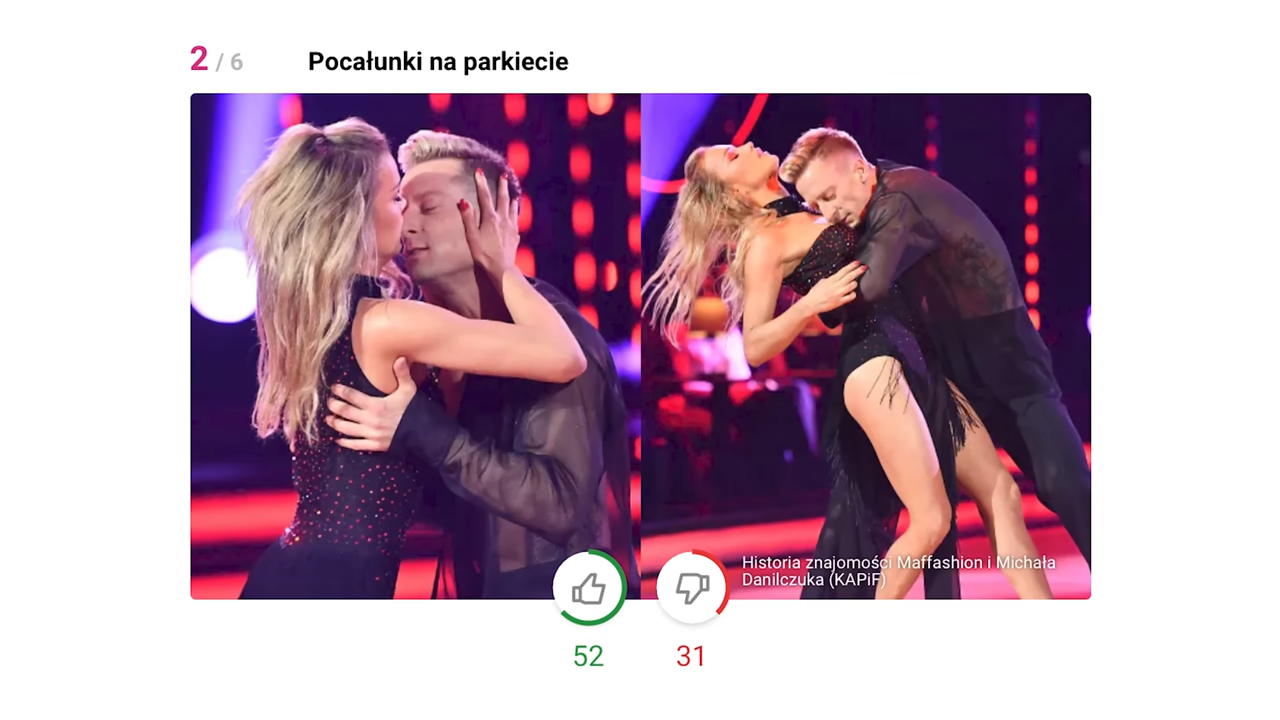 2 / 6 Pocałunki na parkiecie
Historia znajomości Maffashion i Michała
Danilczuka (KAPiF)
52 31